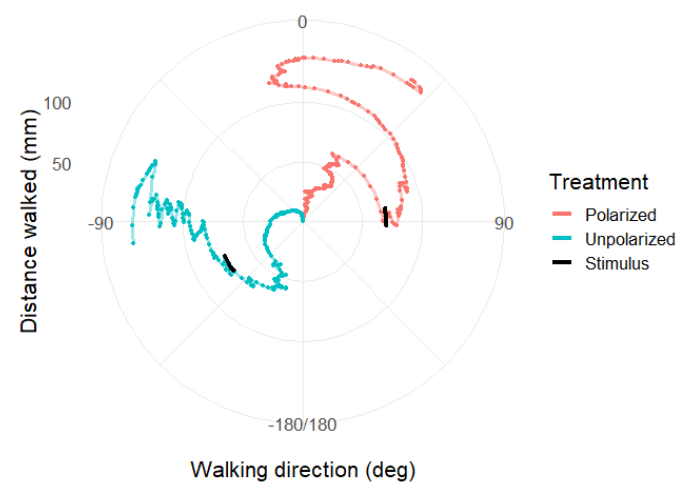 0
100
50
-90
90
-180/180
Distance walked (mm)
Walking direction (deg)
Treatment
Polarized
Unpolarized
Stimulus